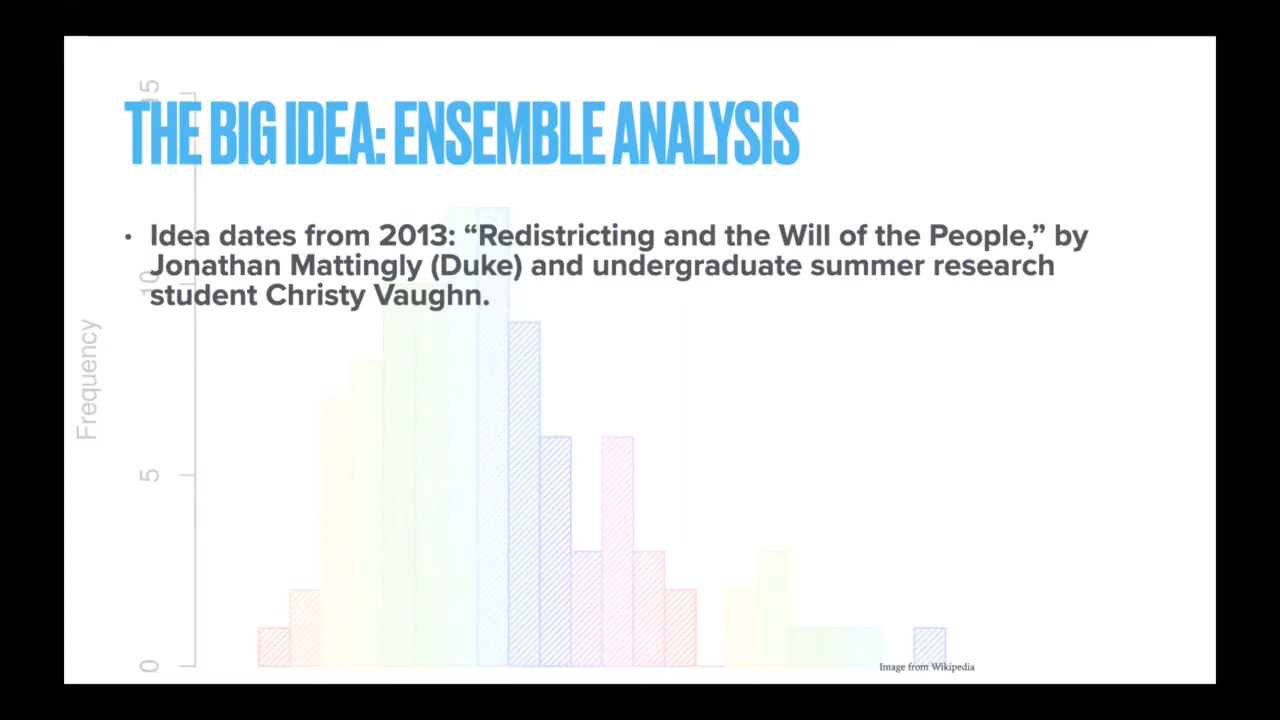 15
THE BIG IDEA: ENSEMBLE ANALYSIS
• Idea dates from 2013: “Redistricting and the Will of the People,” by
Jonathan Mattingly (Duke) and undergraduate summer research
student Christy Vaughn.
10
Frequency
5
0
Image from Wikipedia